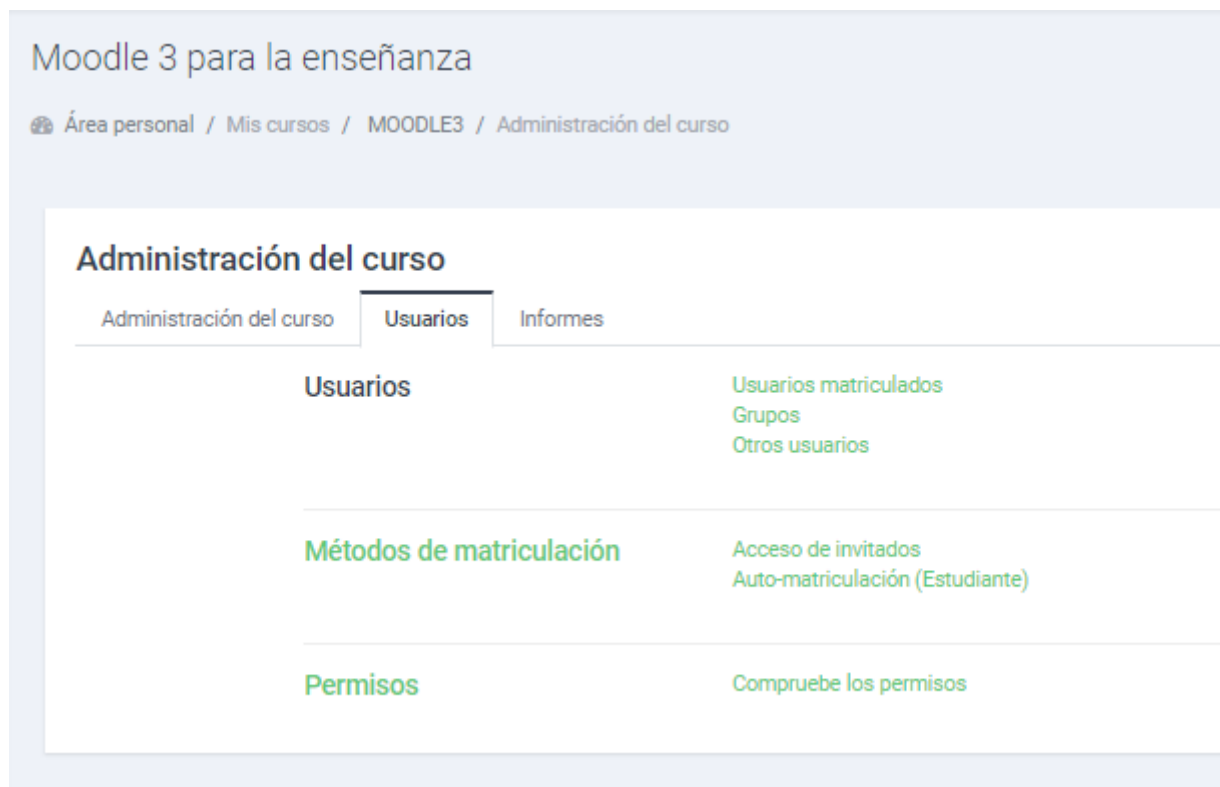 Moodle 3 para la enseñanza
Área personal / Mis cursos / MOODLE3 / Administración del curso
Administración del curso
Administración del curso Usuarios Informes
Usuarios
Usuarios matriculados
Grupos
Otros usuarios
Métodos de matriculación
Acceso de invitados
Auto-matriculación (Estudiante)
Permisos
Compruebe los permisos